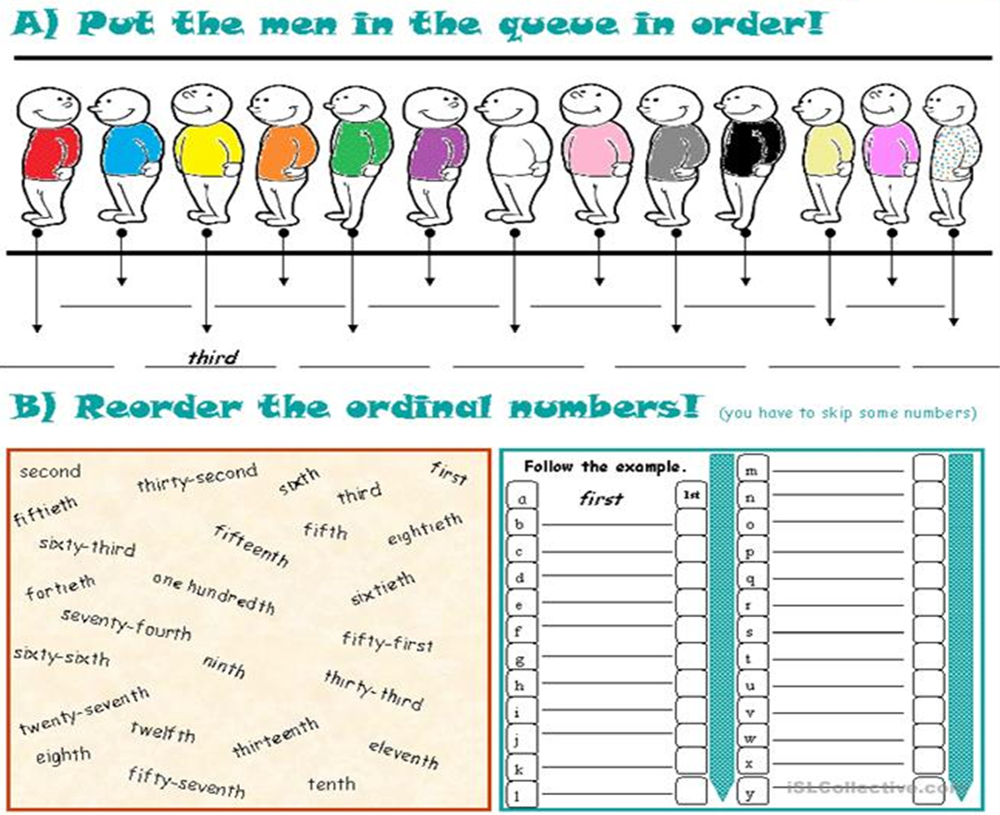 A) Put the men in the queue in order!
third
B) Reorder the ordinal numbers! (you have to skip some numbers)
second
thirty-second
sixth
first
third
fiftieth
fifteenth
fifth
eightieth
sixty-third
fortieth
one hundredth
sixtieth
seventy-fourth
fifty-first
sixty-sixth
ninth
thirty-third
twenty-seventh
twelfth
thirteenth
eleventh
eighth
fifty-seventh
tenth
Follow the example.
a first 1st
b
c
d
e
f
g
h
i
j
k
l
m
n
o
p
q
r
s
t
u
v
w
x
y
iSLCollective.com